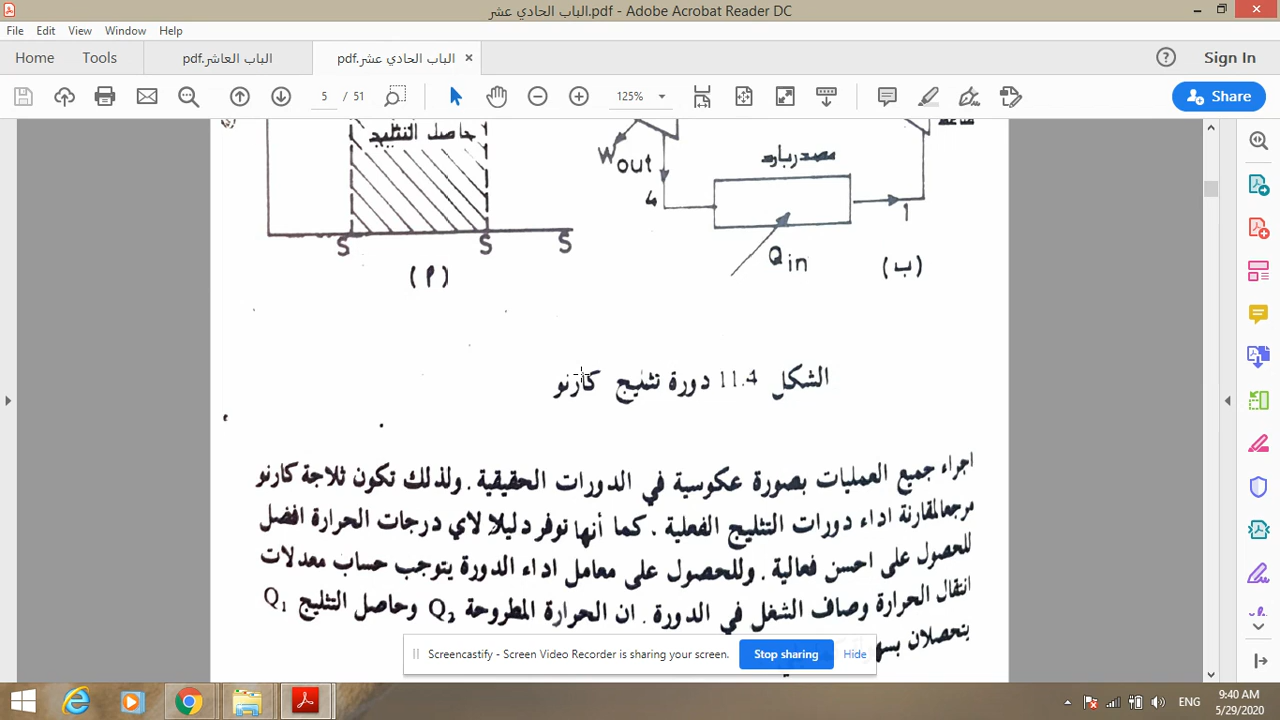 الباب الحادي عشر.pdf - Adobe Acrobat Reader DC
File Edit View Window Help
Home Tools الباب العاشر.pdf الباب الحادي عشر.pdf × Sign In
5 / 51 125% Share
حاصل التثليج
W out
مصدر بارد
4
1
S S S
Q in
(أ) (ب)
الشكل 11.4 دورة تثليج كارنو
اجراء جميع العمليات بصورة عكوسية في الدورات الحقيقية . ولذلك تكون ثلاجة كارنو
مرجعا لمقارنة اداء دورات التثليج الفعلية . كما أنها توفر دليلا لاي درجات الحرارة افضل
للحصول على احسن فعالية . وللحصول على معامل اداء الدورة يتوجب حساب معدلات
انتقال الحرارة وصاف الشغل في الدورة . ان الحرارة المطروحة Q2 وحاصل التثليج Q1
يتحصلان
Screencastify - Screen Video Recorder is sharing your screen. Stop sharing Hide
ENG 9:40 AM
5/29/2020